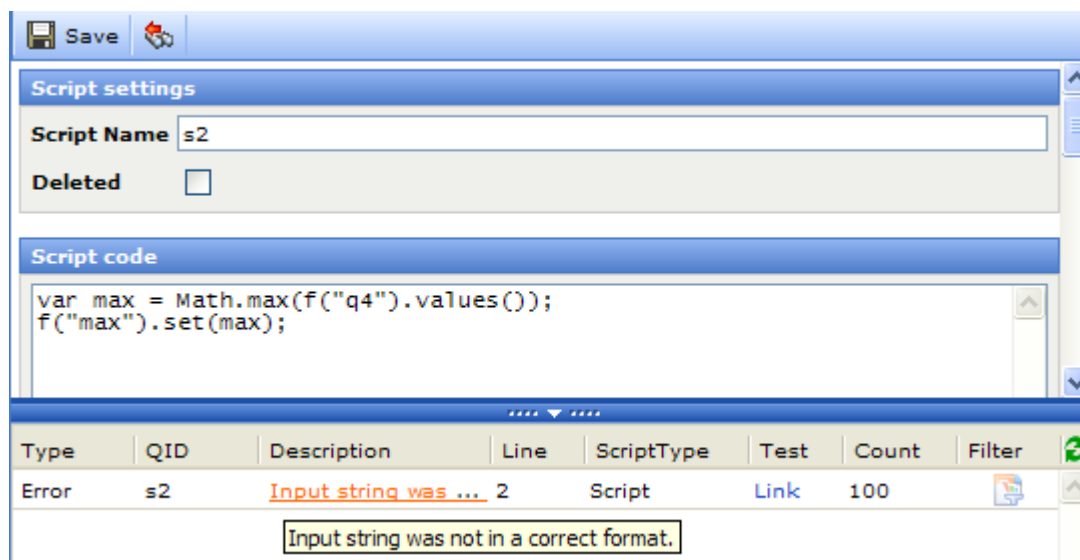 Save
Script settings
Script Name s2
Deleted
Script code
var max = Math.max(f("q4").values());
f("max").set(max);
Type QID Description Line ScriptType Test Count Filter
Error s2 Input string was ... 2 Script Link 100
Input string was not in a correct format.